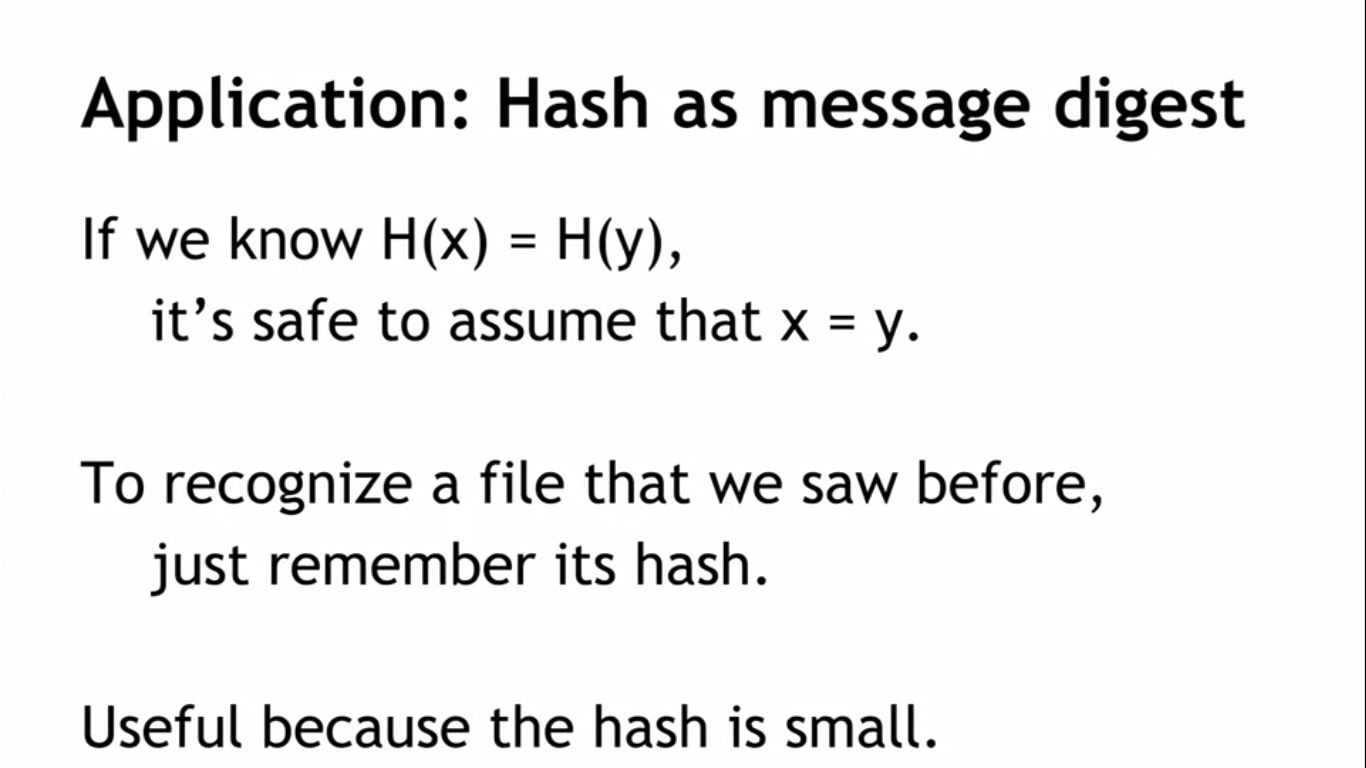 Application: Hash as message digest
If we know H(x) = H(y),
it’s safe to assume that x = y.
To recognize a file that we saw before,
just remember its hash.
Useful because the hash is small.